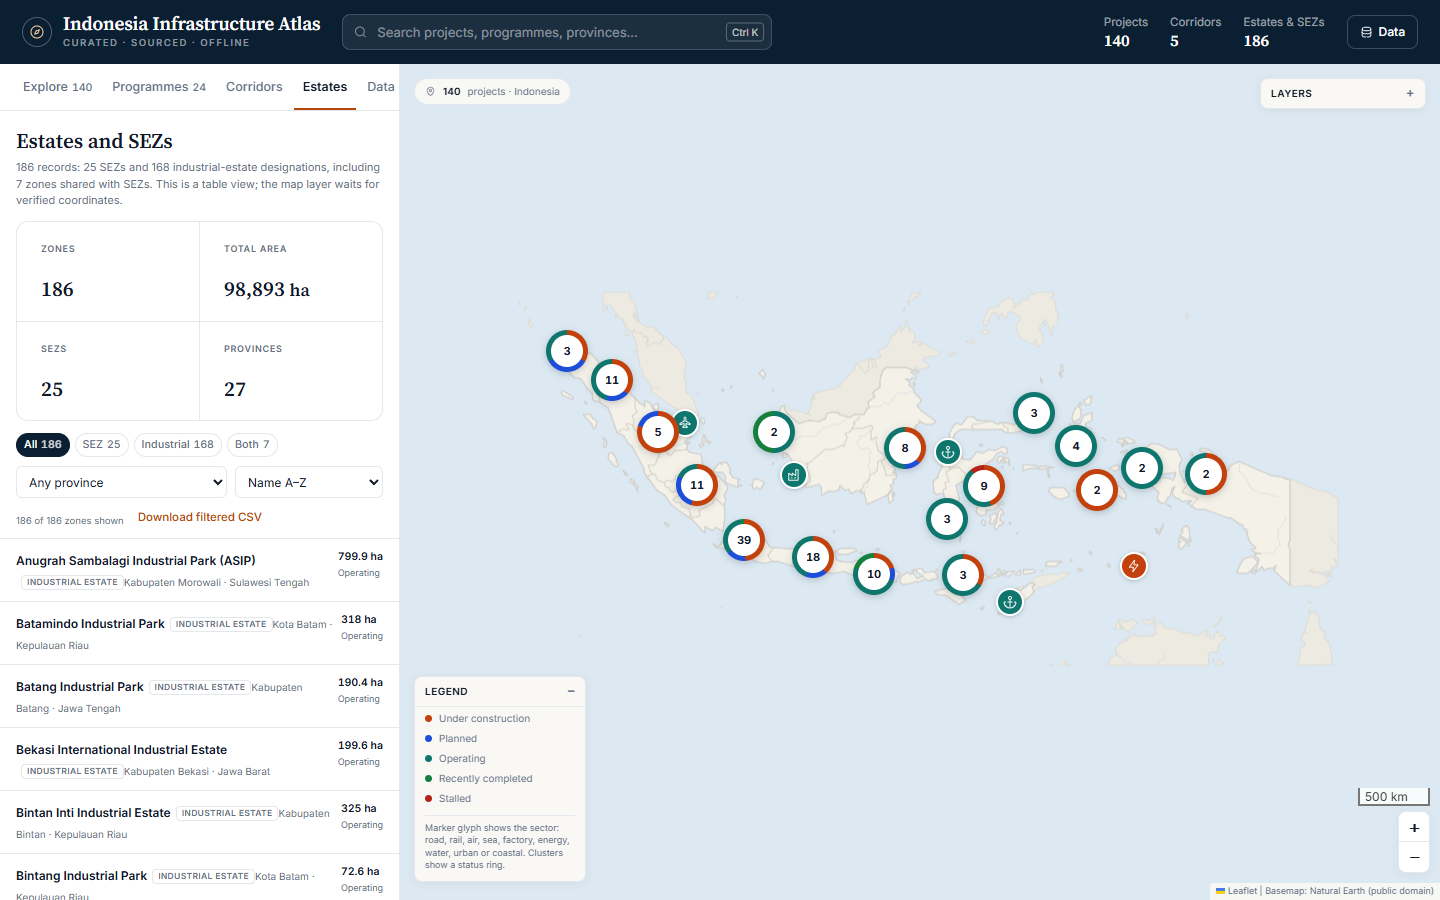 Indonesia Infrastructure Atlas
CURATED · SOURCED · OFFLINE
Search projects, programmes, provinces...
Ctrl K
Projects
140
Corridors
5
Estates & SEZs
186
Data
Explore 140
Programmes 24
Corridors
Estates
Data
Estates and SEZs
186 records: 25 SEZs and 168 industrial-estate designations, including
7 zones shared with SEZs. This is a table view; the map layer waits for
verified coordinates.
ZONES
186
TOTAL AREA
98,893 ha
SEZS
25
PROVINCES
27
All 186
SEZ 25
Industrial 168
Both 7
Any province
Name A–Z
186 of 186 zones shown
Download filtered CSV
Anugrah Sambalagi Industrial Park (ASIP)
799.9 ha
INDUSTRIAL ESTATE Kabupaten Morowali · Sulawesi Tengah
Operating
Batamindo Industrial Park INDUSTRIAL ESTATE Kota Batam ·
318 ha
Kepulauan Riau
Operating
Batang Industrial Park INDUSTRIAL ESTATE Kabupaten
190.4 ha
Batang · Jawa Tengah
Operating
Bekasi International Industrial Estate
199.6 ha
INDUSTRIAL ESTATE Kabupaten Bekasi · Jawa Barat
Operating
Bintan Inti Industrial Estate INDUSTRIAL ESTATE Kabupaten
325 ha
Bintan · Kepulauan Riau
Operating
Bintang Industrial Park INDUSTRIAL ESTATE Kota Batam ·
72.6 ha
Kepulauan Riau
Operating
140 projects · Indonesia
LAYERS +
3
11
5
2
11
39
18
10
3
8
9
3
3
4
2
2
2
LEGEND −
Under construction
Planned
Operating
Recently completed
Stalled
Marker glyph shows the sector:
road, rail, air, sea, factory, energy,
water, urban or coastal. Clusters
show a status ring.
500 km
+
−
Leaflet | Basemap: Natural Earth (public domain)